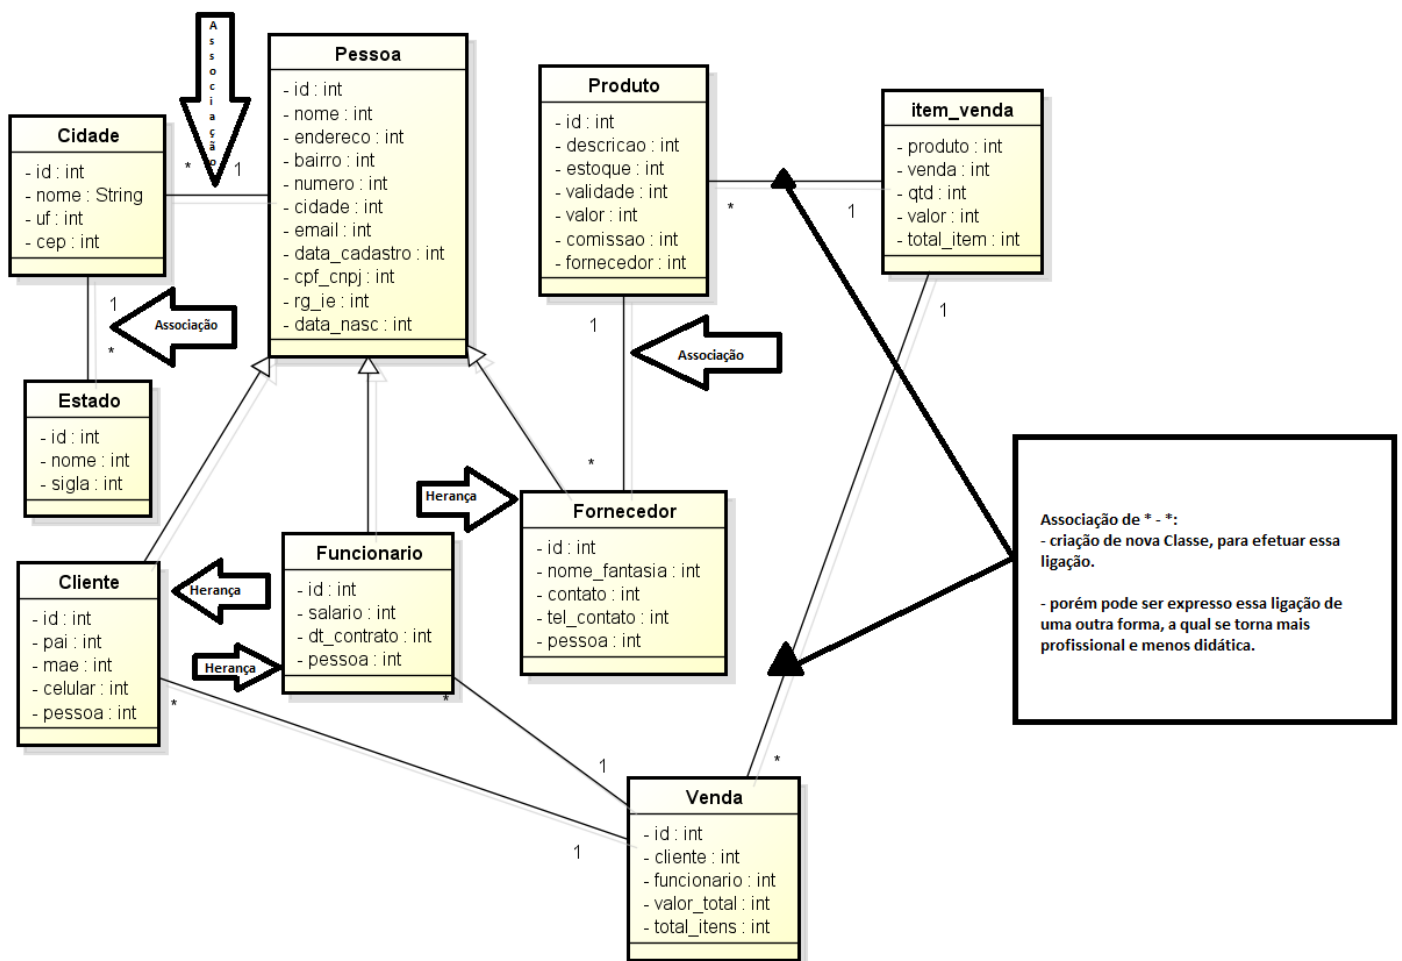 Associação
Pessoa
- id : int
- nome : int
- endereco : int
- bairro : int
- numero : int
- cidade : int
- email : int
- data_cadastro : int
- cpf_cnpj : int
- rg_ie : int
- data_nasc : int
Produto
- id : int
- descricao : int
- estoque : int
- validade : int
- valor : int
- comissao : int
- fornecedor : int
item_venda
- produto : int
- venda : int
- qtd : int
- valor : int
- total_item : int
Cidade
- id : int
- nome : String
- uf : int
- cep : int
* 1
* 1
1
Associação
*
1
Associação
*
1
Estado
- id : int
- nome : int
- sigla : int
Herança
Fornecedor
- id : int
- nome_fantasia : int
- contato : int
- tel_contato : int
- pessoa : int
Funcionario
- id : int
- salario : int
- dt_contrato : int
- pessoa : int
Cliente
- id : int
- pai : int
- mae : int
- celular : int
- pessoa : int
Herança
Herança
Associação de * - *:
- criação de nova Classe, para efetuar essa
ligação.
- porém pode ser expresso essa ligação de
uma outra forma, a qual se torna mais
profissional e menos didática.
* *
1 *
1
Venda
- id : int
- cliente : int
- funcionario : int
- valor_total : int
- total_itens : int